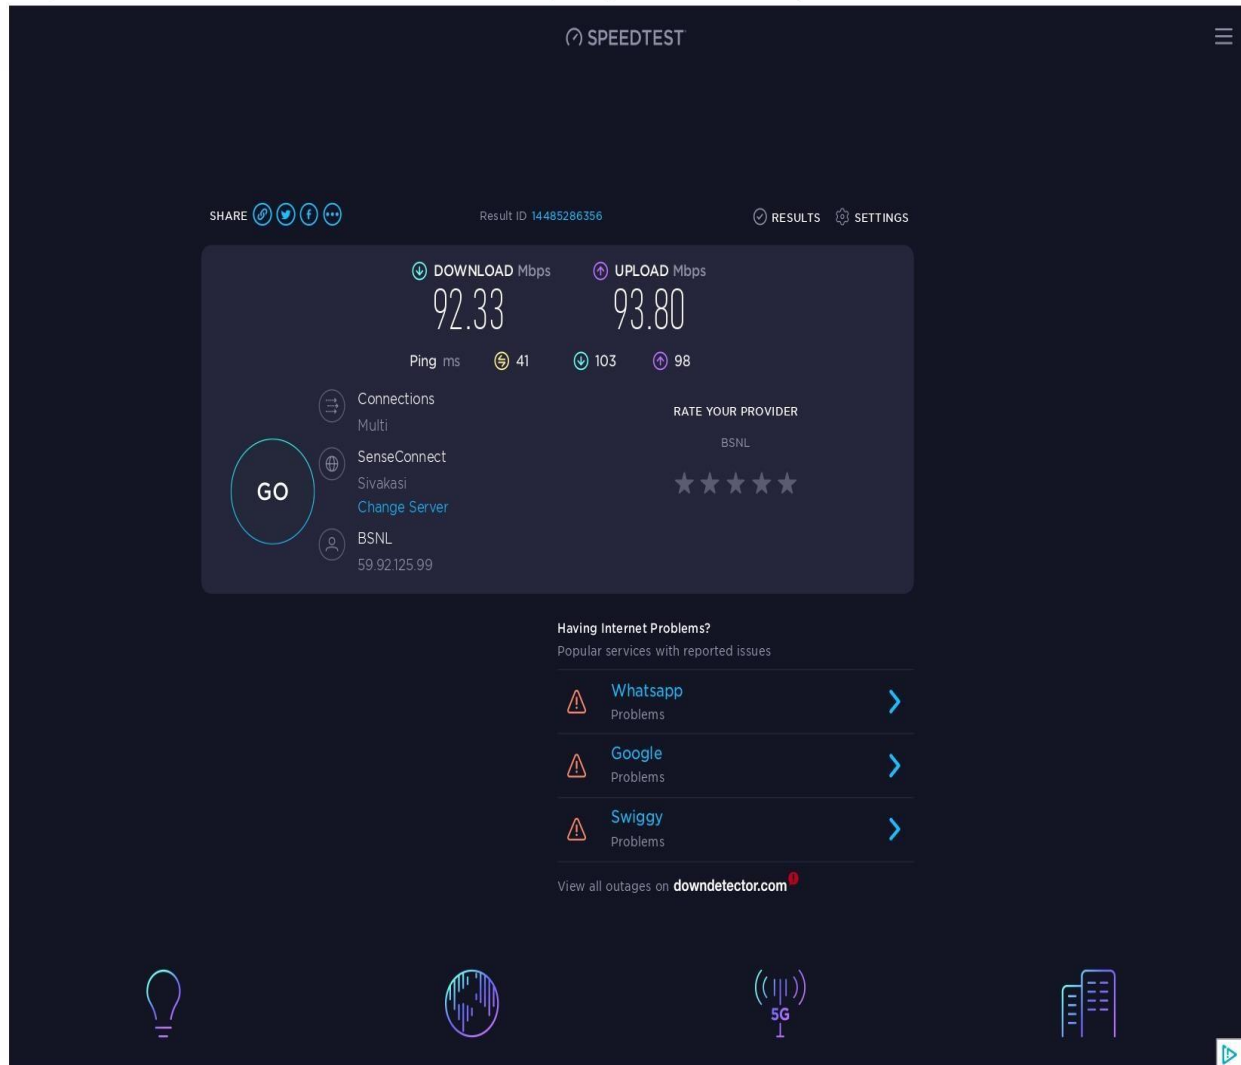 SPEEDTEST
SHARE Result ID 14485286356 RESULTS SETTINGS
DOWNLOAD Mbps UPLOAD Mbps
92.33 93.80
Ping ms 41 103 98
Connections
Multi
RATE YOUR PROVIDER
BSNL
SenseConnect
Sivakasi
Change Server
GO
BSNL
59.92.125.99
Having Internet Problems?
Popular services with reported issues
Whatsapp
Problems
Google
Problems
Swiggy
Problems
View all outages on downdetector.com
5G